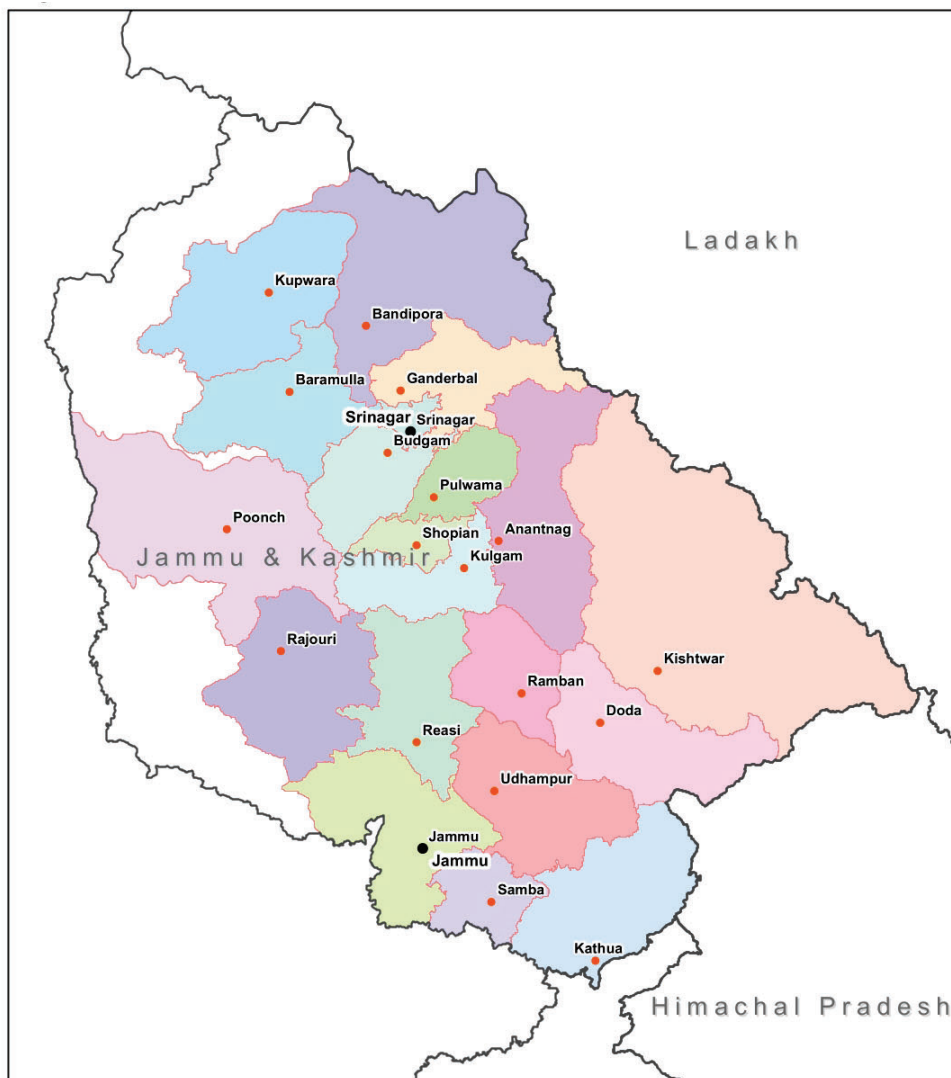 Ladakh
Kupwara
Bandipora
Baramulla
Ganderbal
Srinagar
Srinagar
Budgam
Pulwama
Poonch
Shopian
Anantnag
Jammu & Kashmir
Kulgam
Rajouri
Kishtwar
Ramban
Doda
Reasi
Udhampur
Jammu
Jammu
Samba
Kathua
Himachal Pradesh